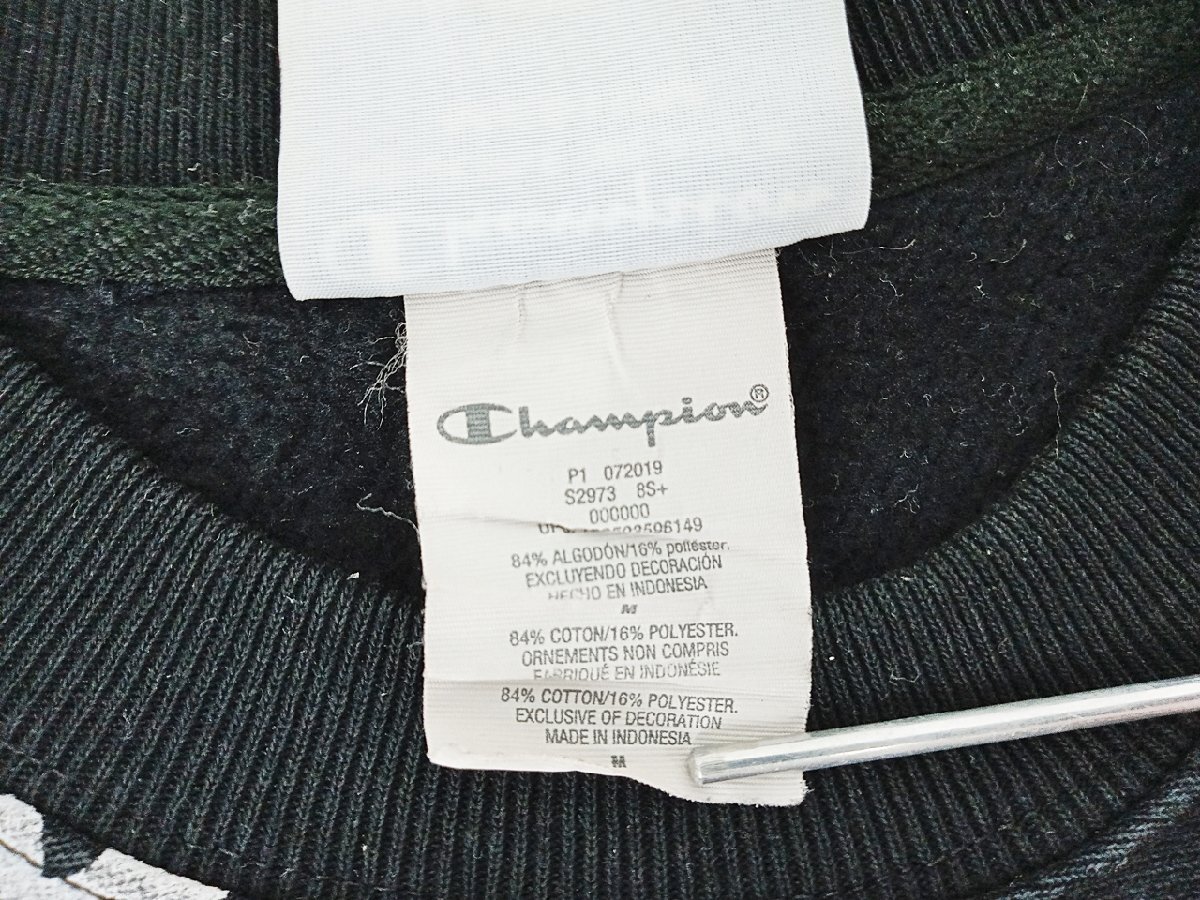 Champion®
P1 072019
S2973 8S+
000000
84% ALGODÓN/16% poliéster.
EXCLUYENDO DECORACIÓN
HECHO EN INDONESIA
M
84% COTON/16% POLYESTER.
ORNEMENTS NON COMPRIS
FABRIQUÉ EN INDONÉSIE
84% COTTON/16% POLYESTER.
EXCLUSIVE OF DECORATION
MADE IN INDONESIA
M